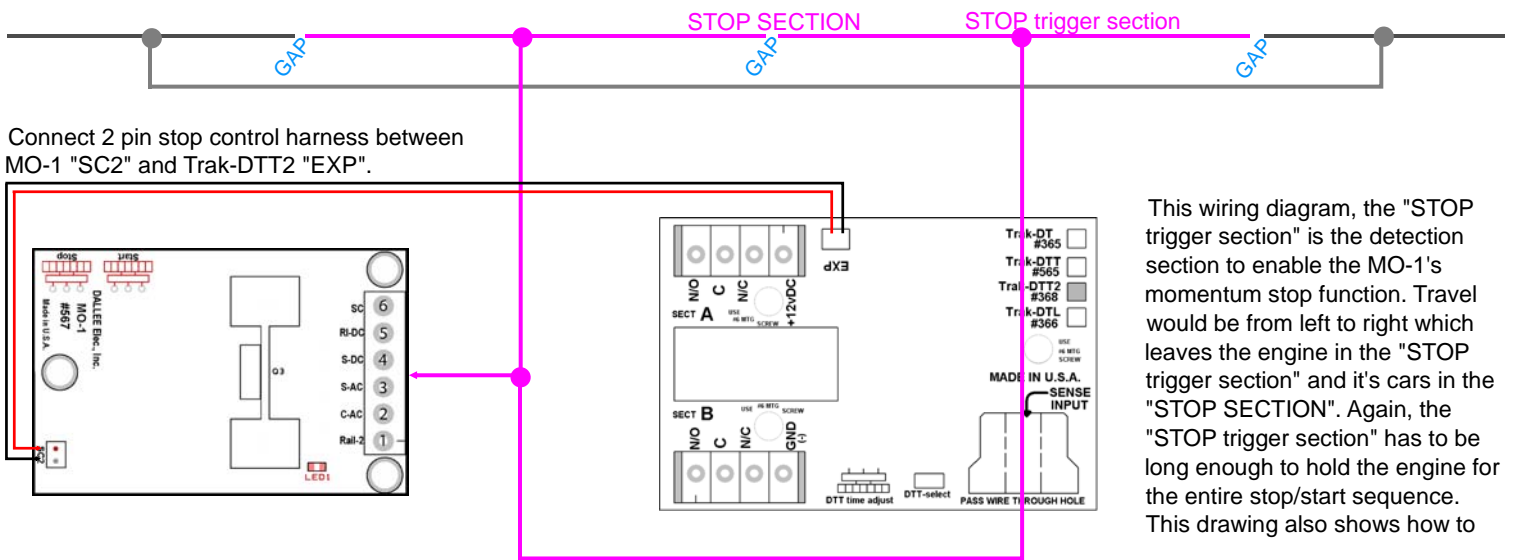 STOP SECTION
STOP trigger section
GAP
GAP
GAP
Connect 2 pin stop control harness between
MO-1 "SC2" and Trak-DTT2 "EXP".
Stop
Start
DALLEE Elec., Inc.
MO-1
#567
Made in U.S.A.
SC 6
RI-DC 5
S-DC 4
S-AC 3
C-AC 2
Rail-2 1
Q3
SC2
LED1
EXP
N/O
C
N/C
+12vDC
SECT A
USE
#6 MTG
SCREW
Trak-DT
#365
Trak-DTT
#565
Trak-DTT2
#368
Trak-DTL
#366
USE
#6 MTG
SCREW
MADE IN U.S.A.
SENSE
INPUT
SECT B
USE #6 MTG SCREW
N/O
C
N/C
GND
(-)
DTT time adjust
DTT-select
PASS WIRE THROUGH HOLE
This wiring diagram, the "STOP
trigger section" is the detection
section to enable the MO-1's
momentum stop function. Travel
would be from left to right which
leaves the engine in the "STOP
trigger section" and it's cars in the
"STOP SECTION". Again, the
"STOP trigger section" has to be
long enough to hold the engine for
the entire stop/start sequence.
This drawing also shows how to